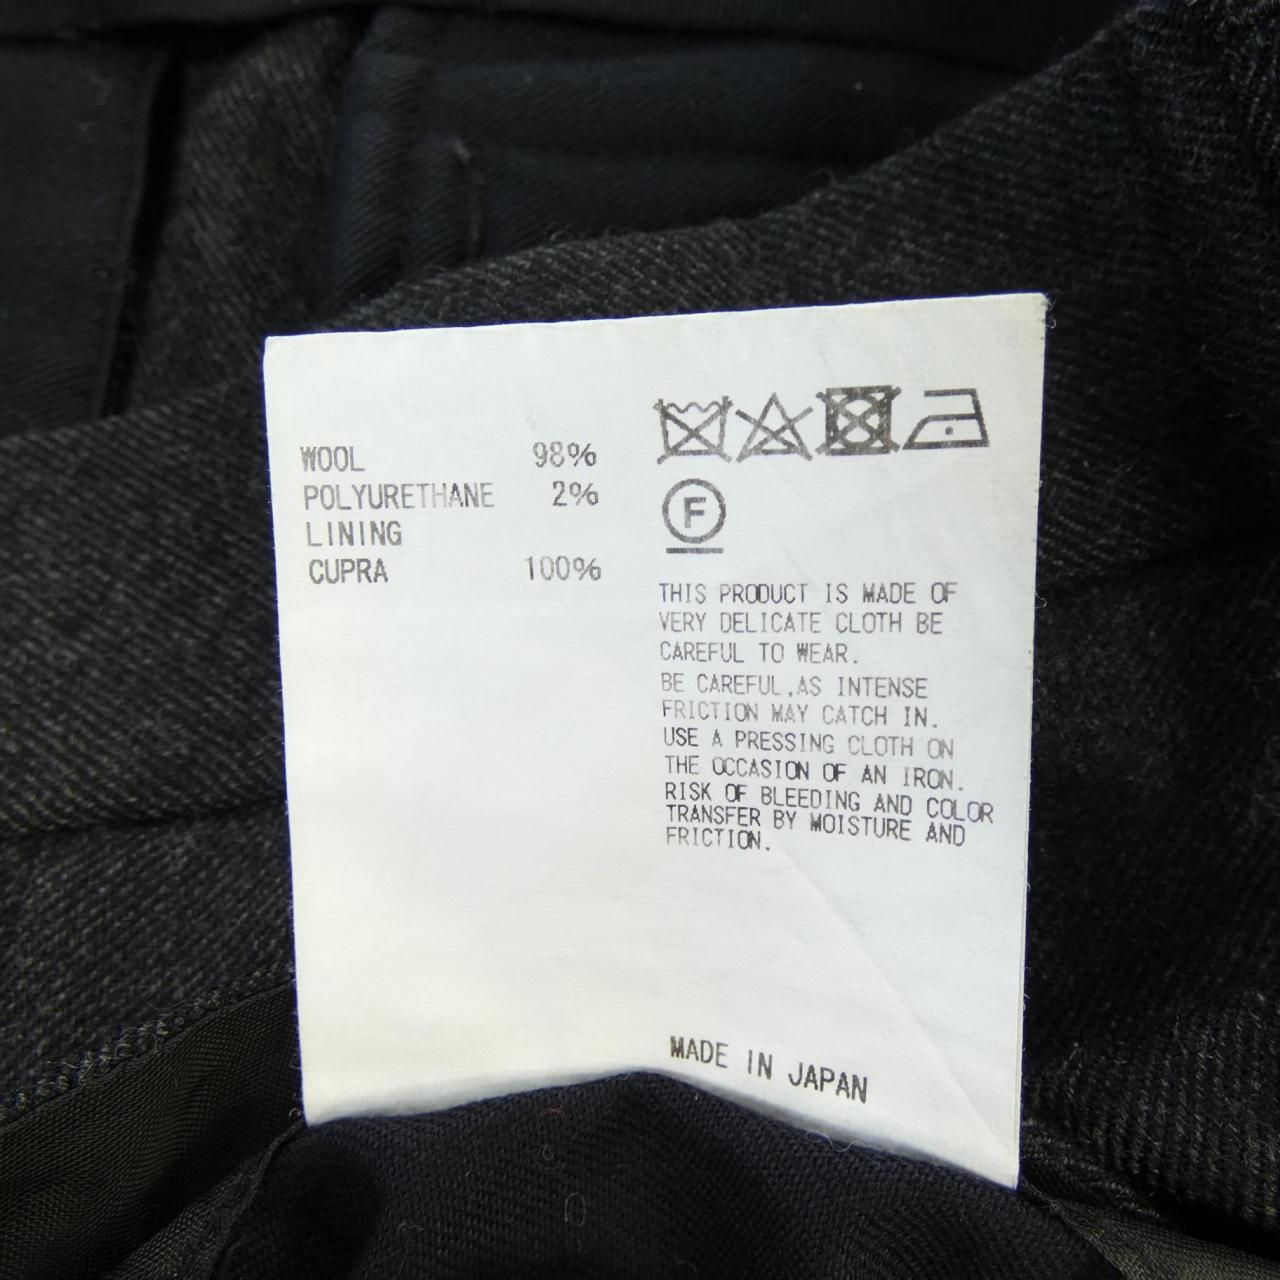 WOOL 98%
POLYURETHANE 2%
LINING
CUPRA 100%
F
THIS PRODUCT IS MADE OF
VERY DELICATE CLOTH BE
CAREFUL TO WEAR.
BE CAREFUL,AS INTENSE
FRICTION MAY CATCH IN.
USE A PRESSING CLOTH ON
THE OCCASION OF AN IRON.
RISK OF BLEEDING AND COLOR
TRANSFER BY MOISTURE AND
FRICTION.
MADE IN JAPAN